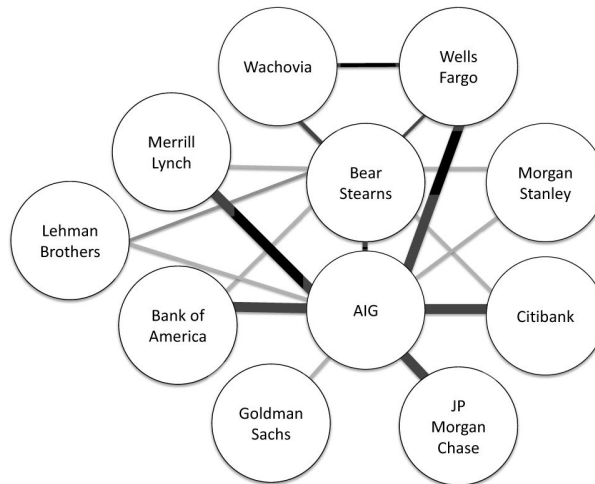 Wachovia
Wells
Fargo
Merrill
Lynch
Bear
Stearns
Morgan
Stanley
Lehman
Brothers
Bank of
America
AIG
Citibank
Goldman
Sachs
JP
Morgan
Chase